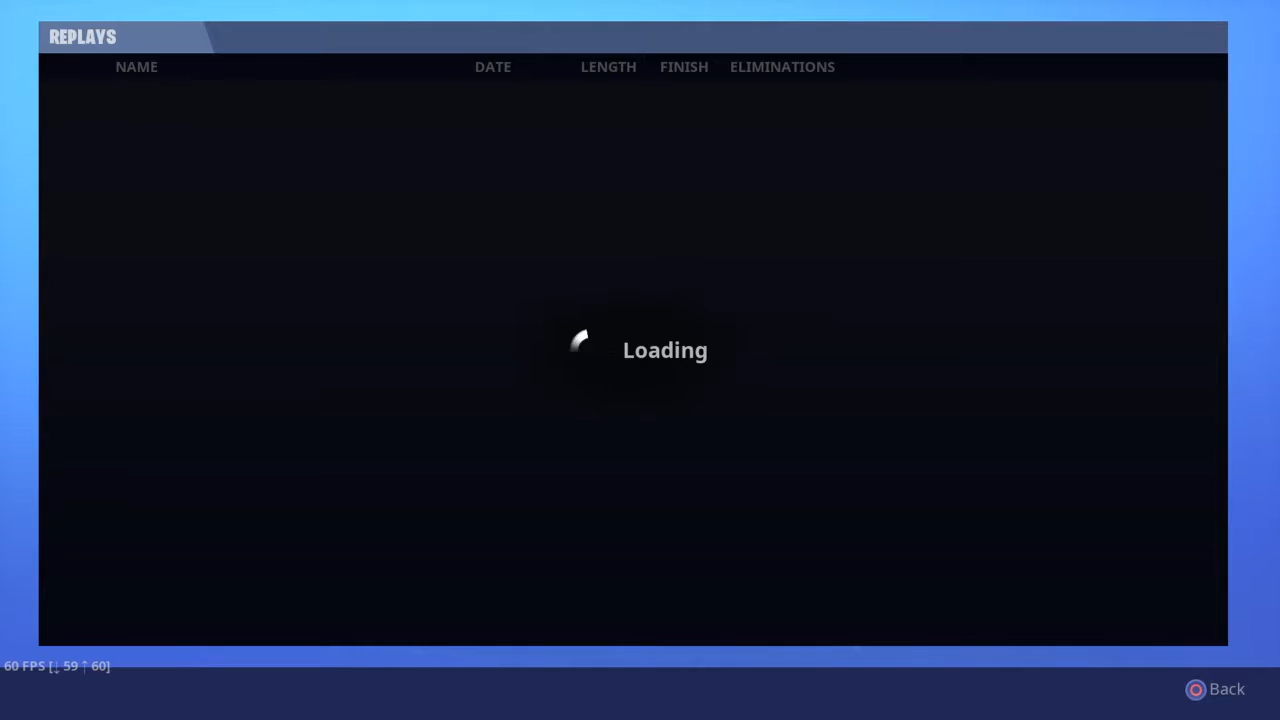 REPLAYS
NAME DATE LENGTH FINISH ELIMINATIONS
Loading
60 FPS [↓ 59 ↑ 60]
Back